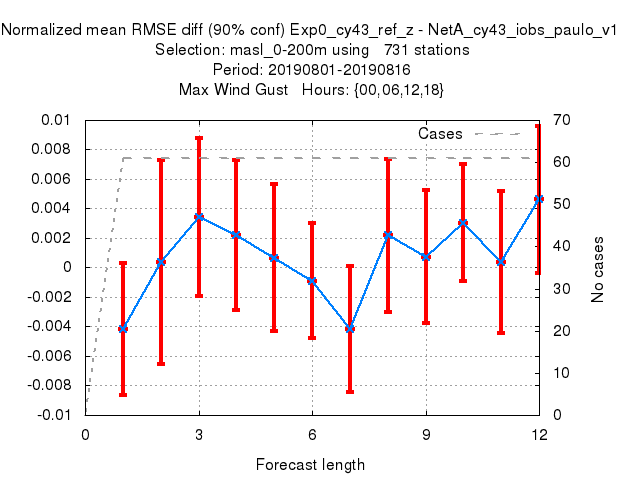 Normalized mean RMSE diff (90% conf) Exp0_cy43_ref_z - NetA_cy43_iobs_paulo_v1
Selection: masl_0-200m using 731 stations
Period: 20190801-20190816
Max Wind Gust Hours: {00,06,12,18}
Cases
0.01
0.008
0.006
0.004
0.002
0
-0.002
-0.004
-0.006
-0.008
-0.01
70
60
50
40
30
20
10
0
No cases
0 3 6 9 12
Forecast length